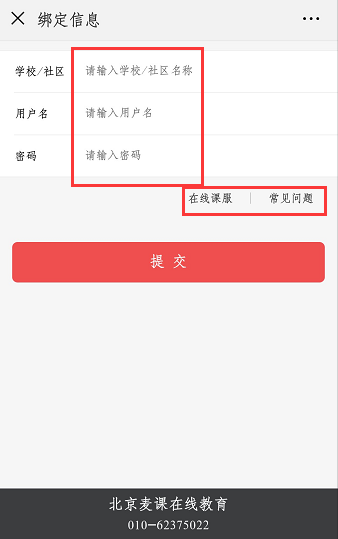 绑定信息
学校/社区 请输入学校/社区名称
用户名 请输入用户名
密码 请输入密码
在线课服 常见问题
提交
北京麦课在线教育
010-62375022